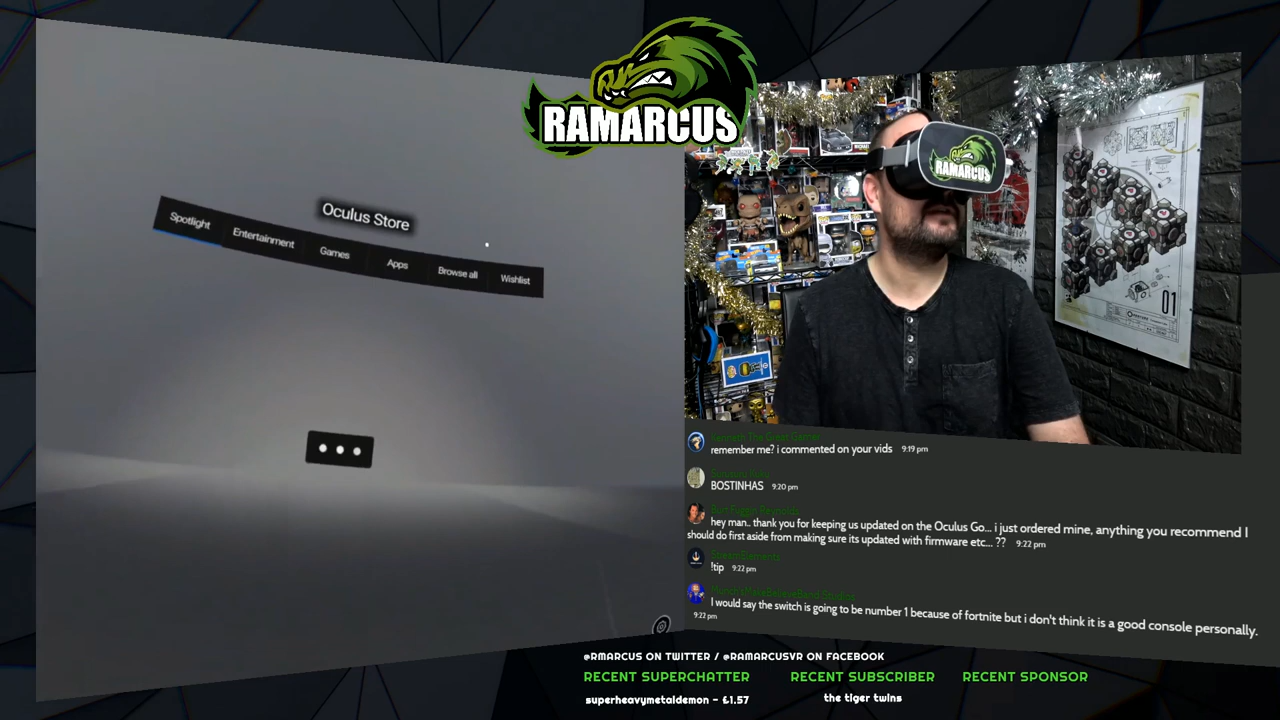 RAMARCUS
RAMARCUS
Oculus Store
Spotlight
Entertainment
Games
Apps
Browse all
Wishlist
01
Kenneth The Great Gamer
remember me? i commented on your vids 9:19 pm
BOSTINHAS 9:20 pm
hey man.. thank you for keeping us updated on the Oculus Go... i just ordered mine, anything you recommend I
should do first aside from making sure its updated with firmware etc... ?? 9:22 pm
StreamElements
!tip 9:22 pm
I would say the switch is going to be number 1 because of fortnite but i don't think it is a good console personally.
9:22 pm
@RMARCUS ON TWITTER / @RAMARCUSVR ON FACEBOOK
RECENT SUPERCHATTER
RECENT SUBSCRIBER
RECENT SPONSOR
superheavymetaldemon - £1.57
the tiger twins